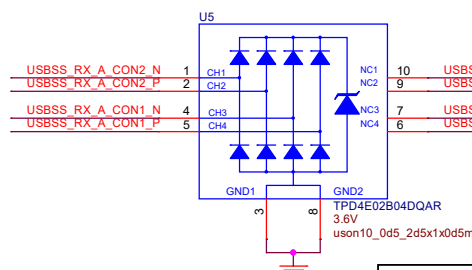 U5
USBSS_RX_A_CON2_N 1 CH1 NC1 10 USBS
USBSS_RX_A_CON2_P 2 CH2 NC2 9 USBS
USBSS_RX_A_CON1_N 4 CH3 NC3 7 USBS
USBSS_RX_A_CON1_P 5 CH4 NC4 6 USBS
GND1 GND2
3 8
TPD4E02B04DQAR
3.6V
uson10_0d5_2d5x1x0d5m